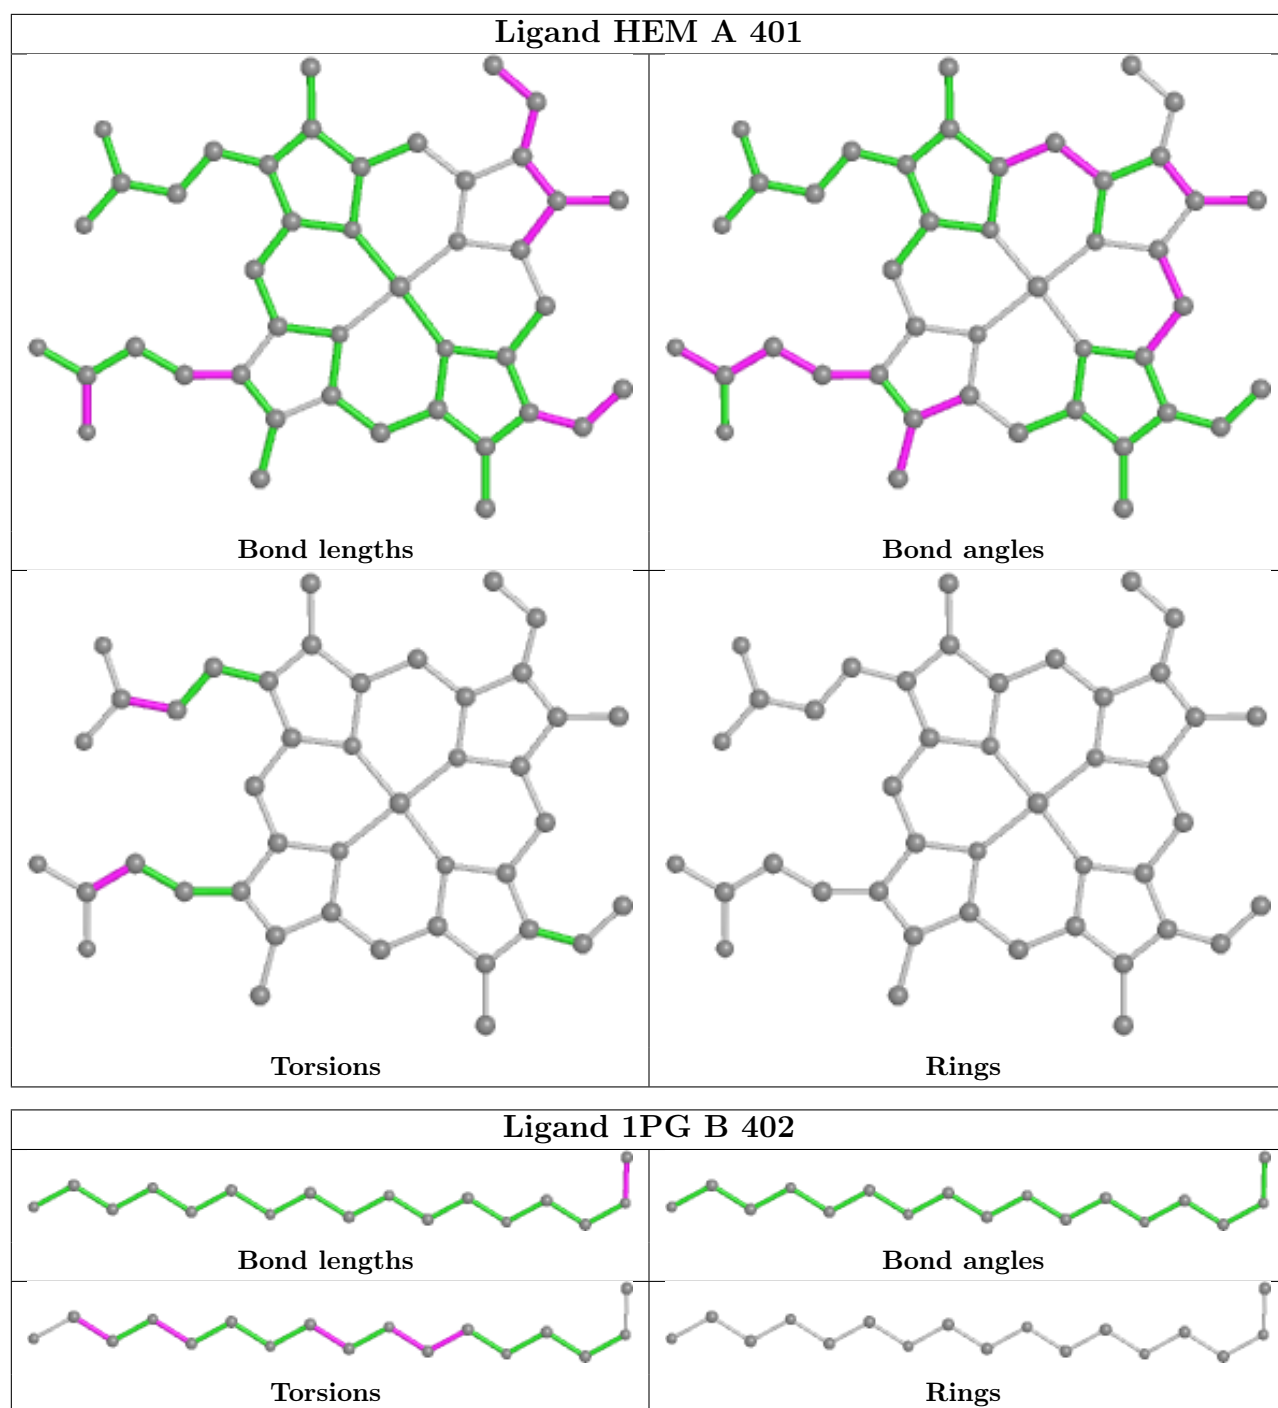 Ligand HEM A 401
Bond lengths
Bond angles
Torsions
Rings
Ligand 1PG B 402
Bond lengths
Bond angles
Torsions
Rings